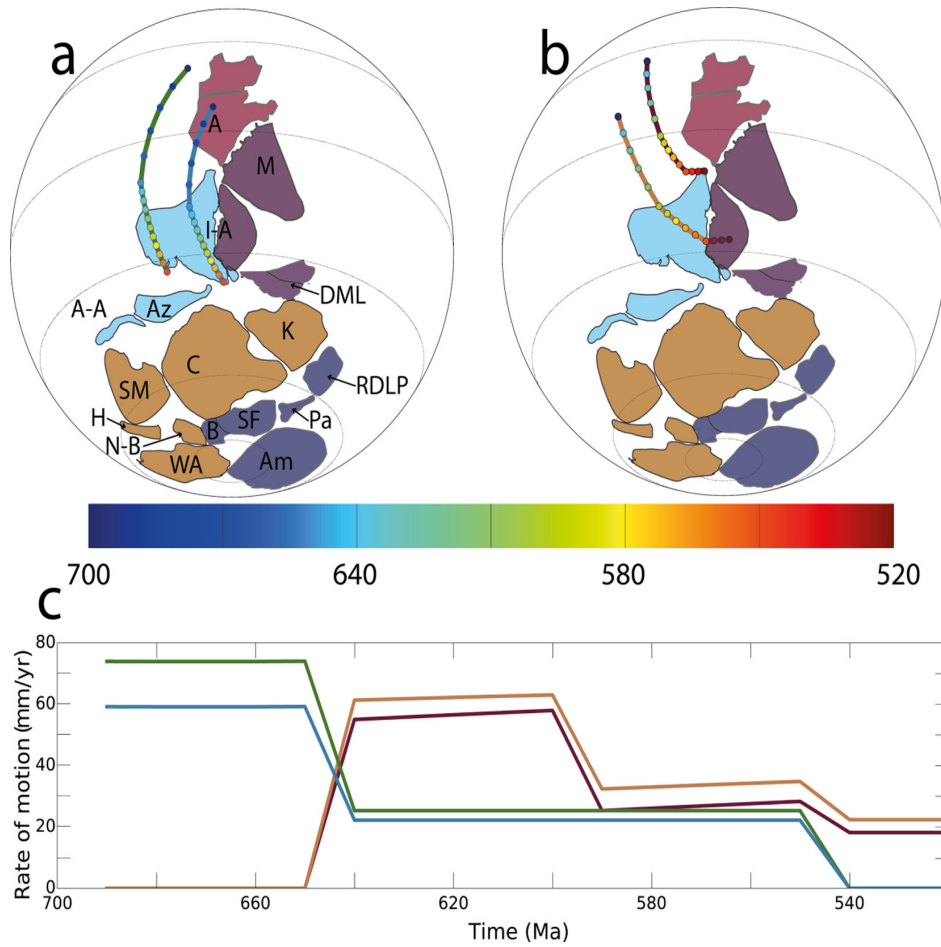 a
b
A
M
I-A
DML
A-A
Az
K
C
SM
RDLP
H
N-B
B
SF
Pa
WA
Am
700
640
580
520
c
80
60
40
20
0
Rate of motion (mm/yr)
700
660
620
580
540
Time (Ma)